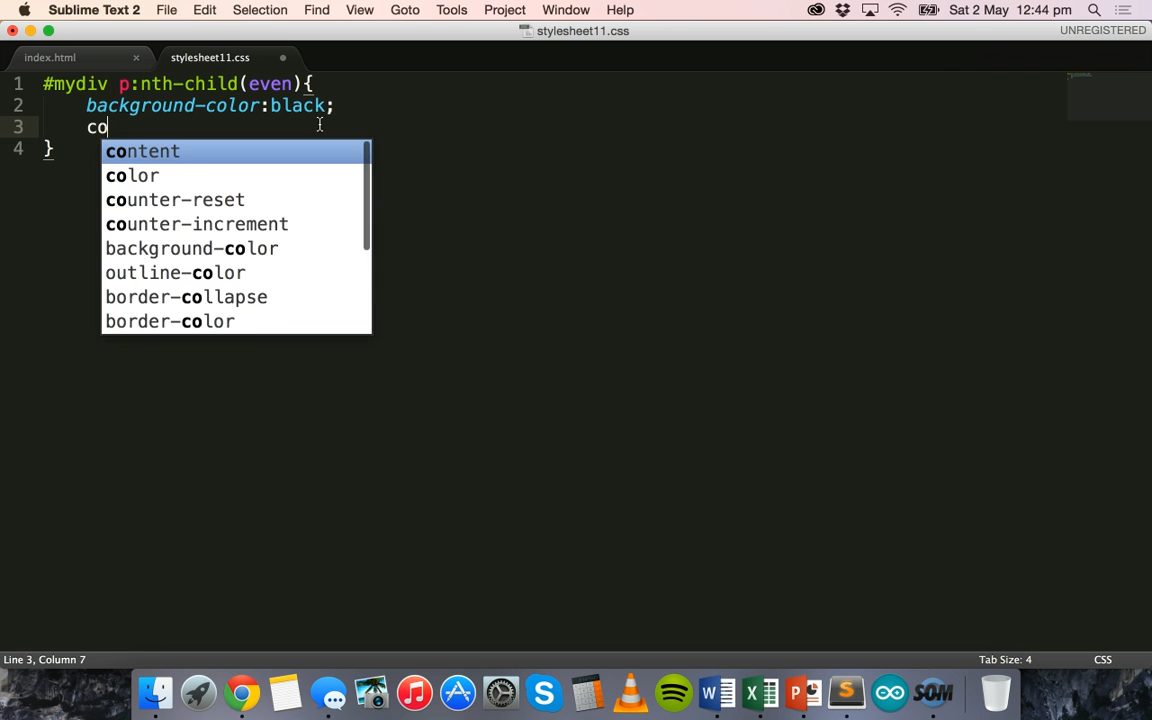 Sublime Text 2 File Edit Selection Find View Goto Tools Project Window Help Sat 2 May 12:44 pm
stylesheet11.css UNREGISTERED
index.html × stylesheet11.css
1 #mydiv p:nth-child(even){
2 background-color:black;
3 co
4 }
content
color
counter-reset
counter-increment
background-color
outline-color
border-collapse
border-color
Line 3, Column 7 Tab Size: 4 CSS
SOM